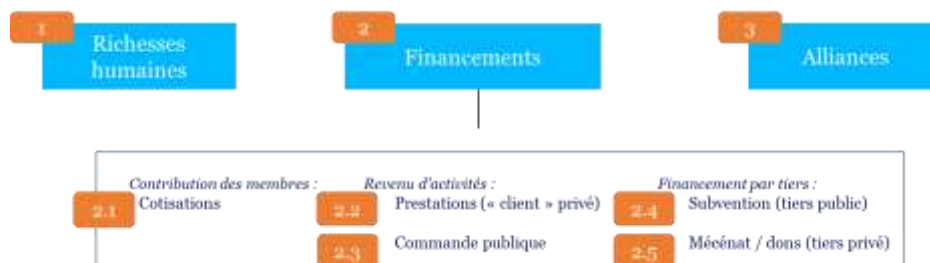 1
Richesses
humaines
2
Financements
3
Alliances
Contribution des membres :
2.1
Cotisations
Revenu d'activités :
2.2
Prestations (« client » privé)
2.3
Commande publique
Financement par tiers :
2.4
Subvention (tiers public)
2.5
Mécénat / dons (tiers privé)